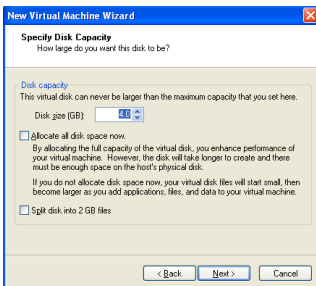 New Virtual Machine Wizard
Specify Disk Capacity
How large do you want this disk to be?
Disk capacity
This virtual disk can never be larger than the maximum capacity that you set here.
Disk size (GB): 4.0
Allocate all disk space now.
By allocating the full capacity of the virtual disk, you enhance performance of
your virtual machine. However, the disk will take longer to create and there
must be enough space on the host's physical disk.
If you do not allocate disk space now, your virtual disk files will start small, then
become larger as you add applications, files, and data to your virtual machine.
Split disk into 2 GB files
< Back Next > Cancel